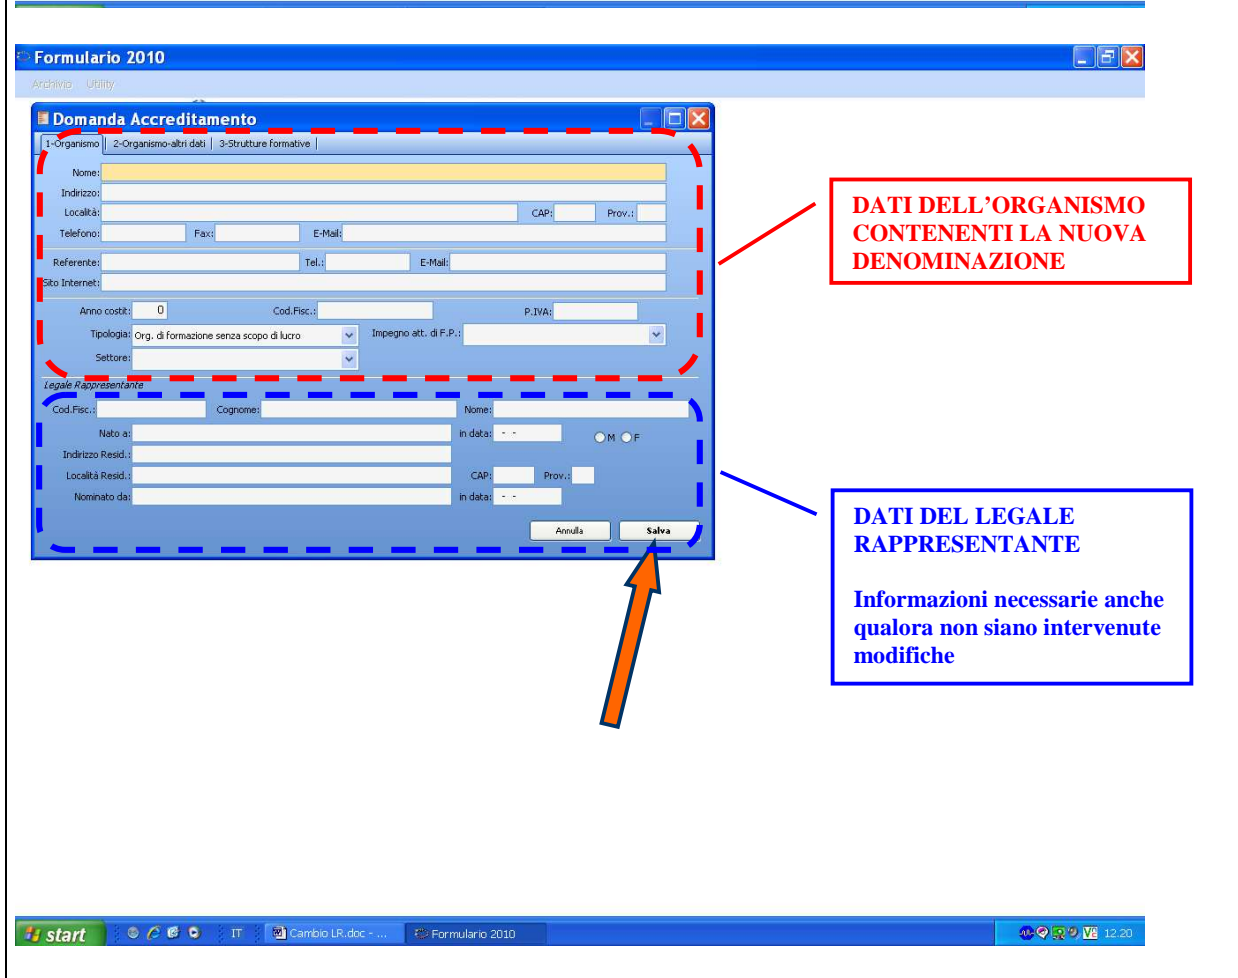 Formulario 2010
Archivio Utility
Domanda Accreditamento
1-Organismo 2-Organismo-altri dati 3-Strutture formative
Nome:
Indirizzo:
Località: CAP: Prov.:
Telefono: Fax: E-Mail:
Referente: Tel.: E-Mail:
Sito Internet:
Anno costit: 0 Cod.Fisc.: P.IVA:
Tipologia: Org. di formazione senza scopo di lucro Impegno att. di F.P.:
Settore:
Legale Rappresentante
Cod.Fisc.: Cognome: Nome:
Nato a: in data: - - M F
Indirizzo Resid.:
Località Resid.: CAP: Prov.:
Nominato da: in data: - -
Annulla Salva
DATI DELL’ORGANISMO
CONTENENTI LA NUOVA
DENOMINAZIONE
DATI DEL LEGALE
RAPPRESENTANTE
Informazioni necessarie anche
qualora non siano intervenute
modifiche
start IT Cambio LR.doc - ... Formulario 2010 12.20